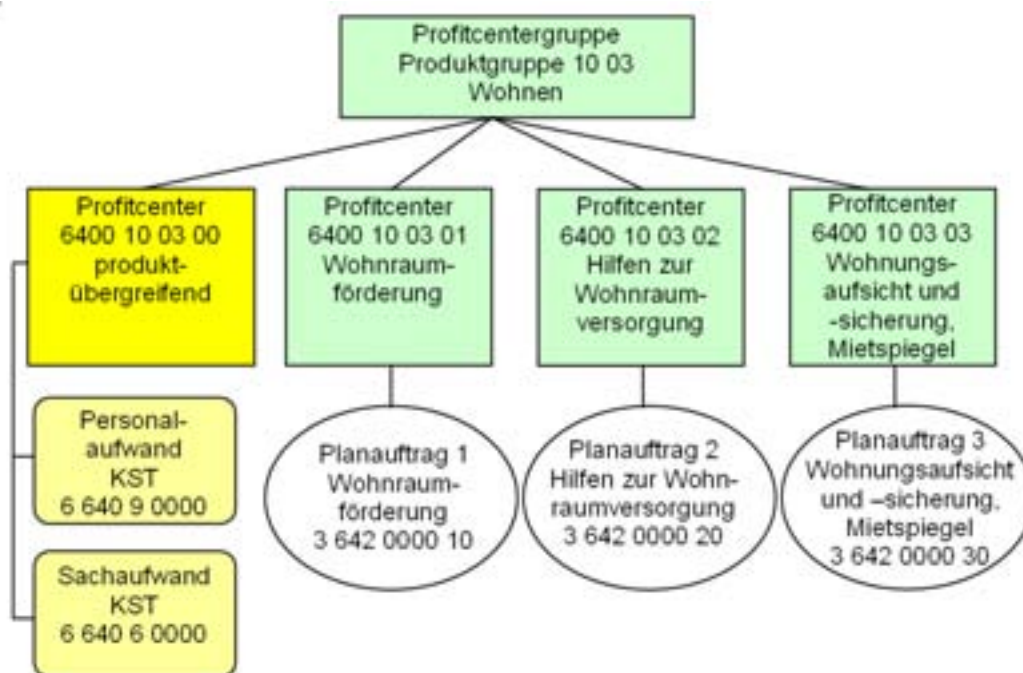 Profitcentergruppe
Produktgruppe 10 03
Wohnen
Profitcenter
6400 10 03 00
produkt-
übergreifend
Profitcenter
6400 10 03 01
Wohnraum-
förderung
Profitcenter
6400 10 03 02
Hilfen zur
Wohnraum-
versorgung
Profitcenter
6400 10 03 03
Wohnungs-
aufsicht und
-sicherung,
Mietspiegel
Personal-
aufwand
KST
6 640 9 0000
Sachaufwand
KST
6 640 6 0000
Planauftrag 1
Wohnraum-
förderung
3 642 0000 10
Planauftrag 2
Hilfen zur Wohn-
raumversorgung
3 642 0000 20
Planauftrag 3
Wohnungsaufsicht
und –sicherung,
Mietspiegel
3 642 0000 30